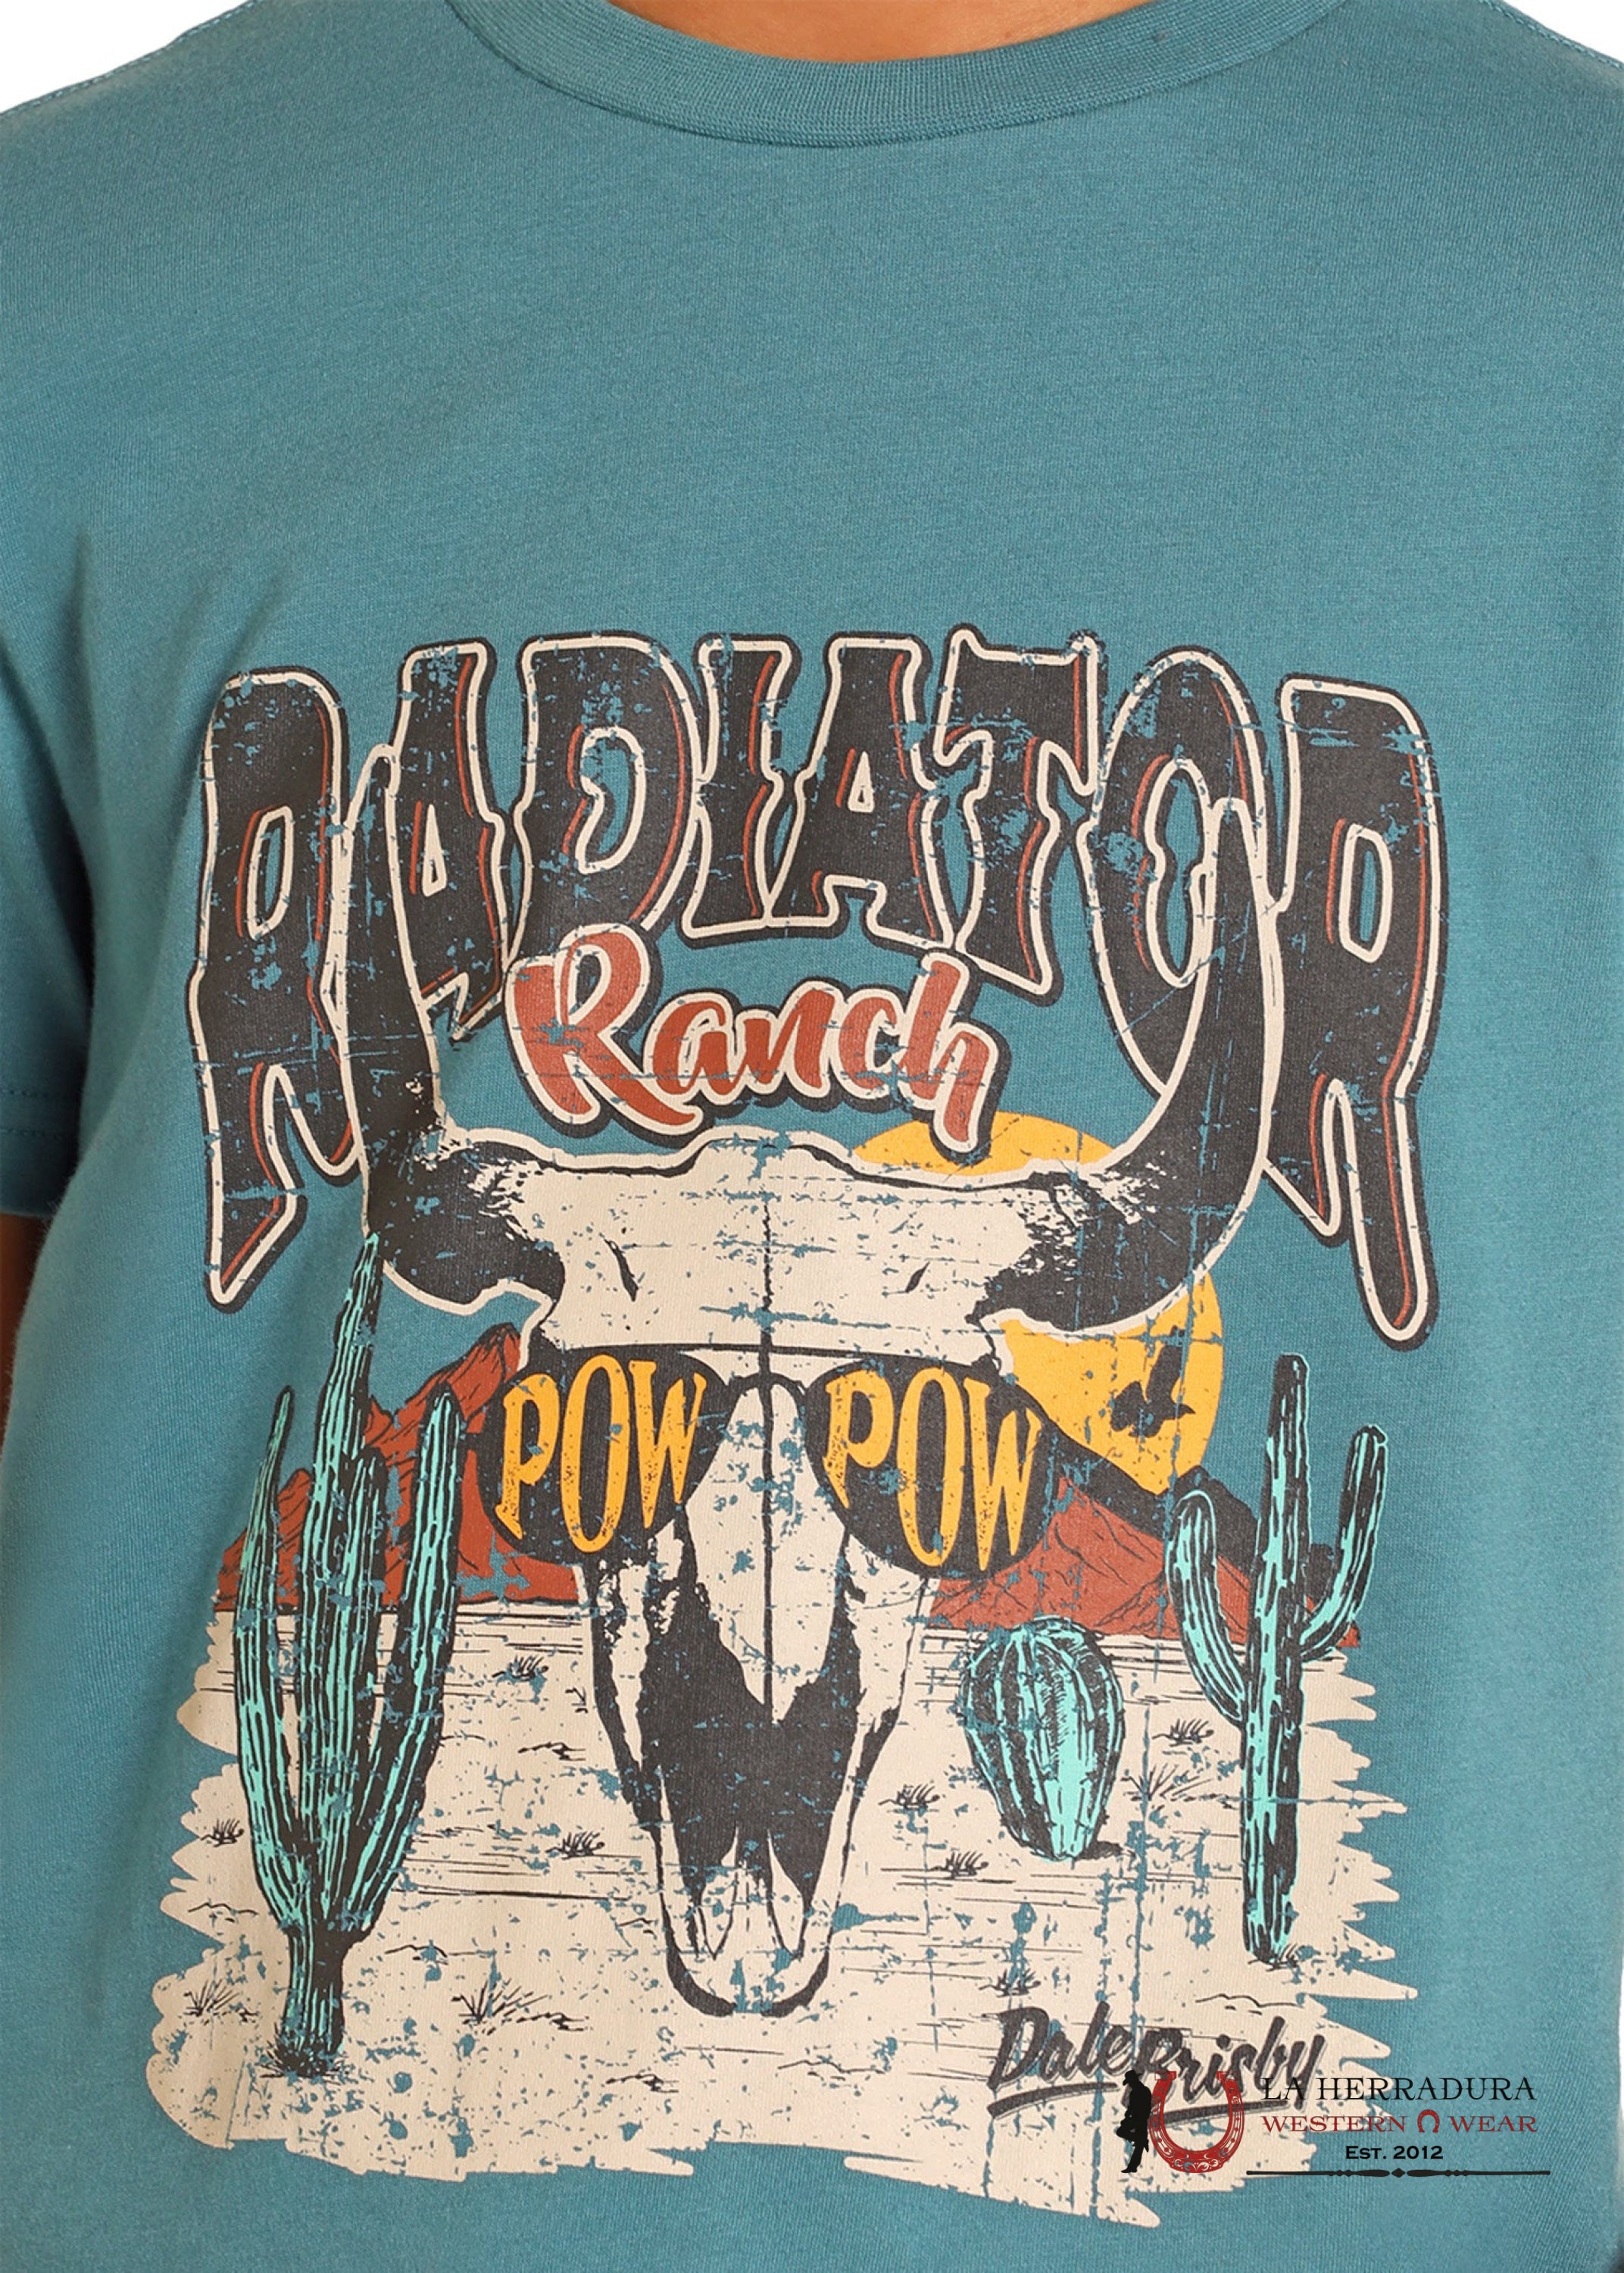 RADIATOR
Ranch
POW POW
Dale Brisby
LA HERRADURA
WESTERN WEAR
EST. 2012